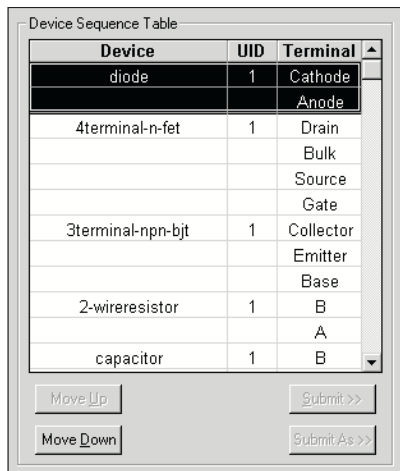 Device Sequence Table
Device UID Terminal
diode 1 Cathode
Anode
4terminal-n-fet 1 Drain
Bulk
Source
Gate
3terminal-npn-bjt 1 Collector
Emitter
Base
2-wireresistor 1 B
A
capacitor 1 B
Move Up Submit >>
Move Down Submit As >>